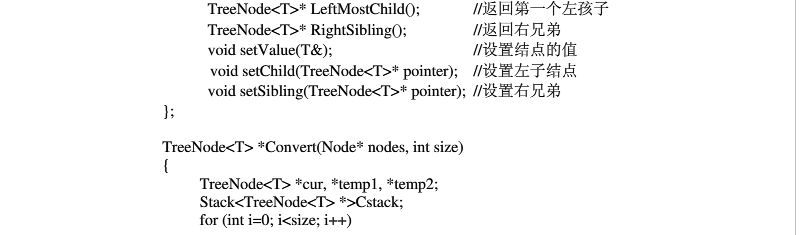 TreeNode<T>* LeftMostChild(); //返回第一个左孩子
TreeNode<T>* RightSibling(); //返回右兄弟
void setValue(T&); //设置结点的值
void setChild(TreeNode<T>* pointer); //设置左子结点
void setSibling(TreeNode<T>* pointer); //设置右兄弟
};
TreeNode<T> *Convert(Node* nodes, int size)
{
TreeNode<T> *cur, *temp1, *temp2;
Stack<TreeNode<T> *>Cstack;
for (int i=0; i<size; i++)